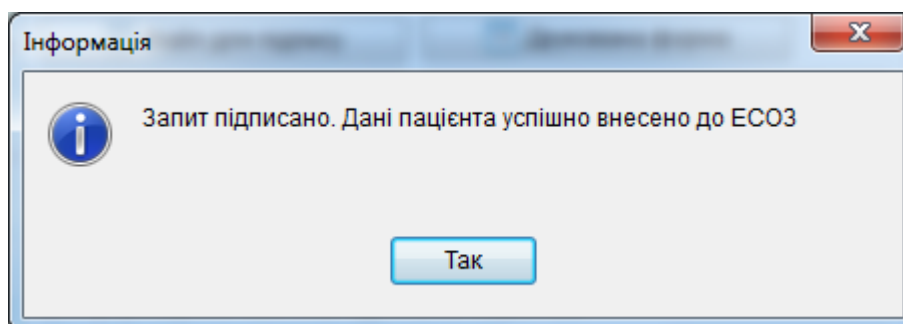 Інформація
Запит підписано. Дані пацієнта успішно внесено до ЕСОЗ
Так